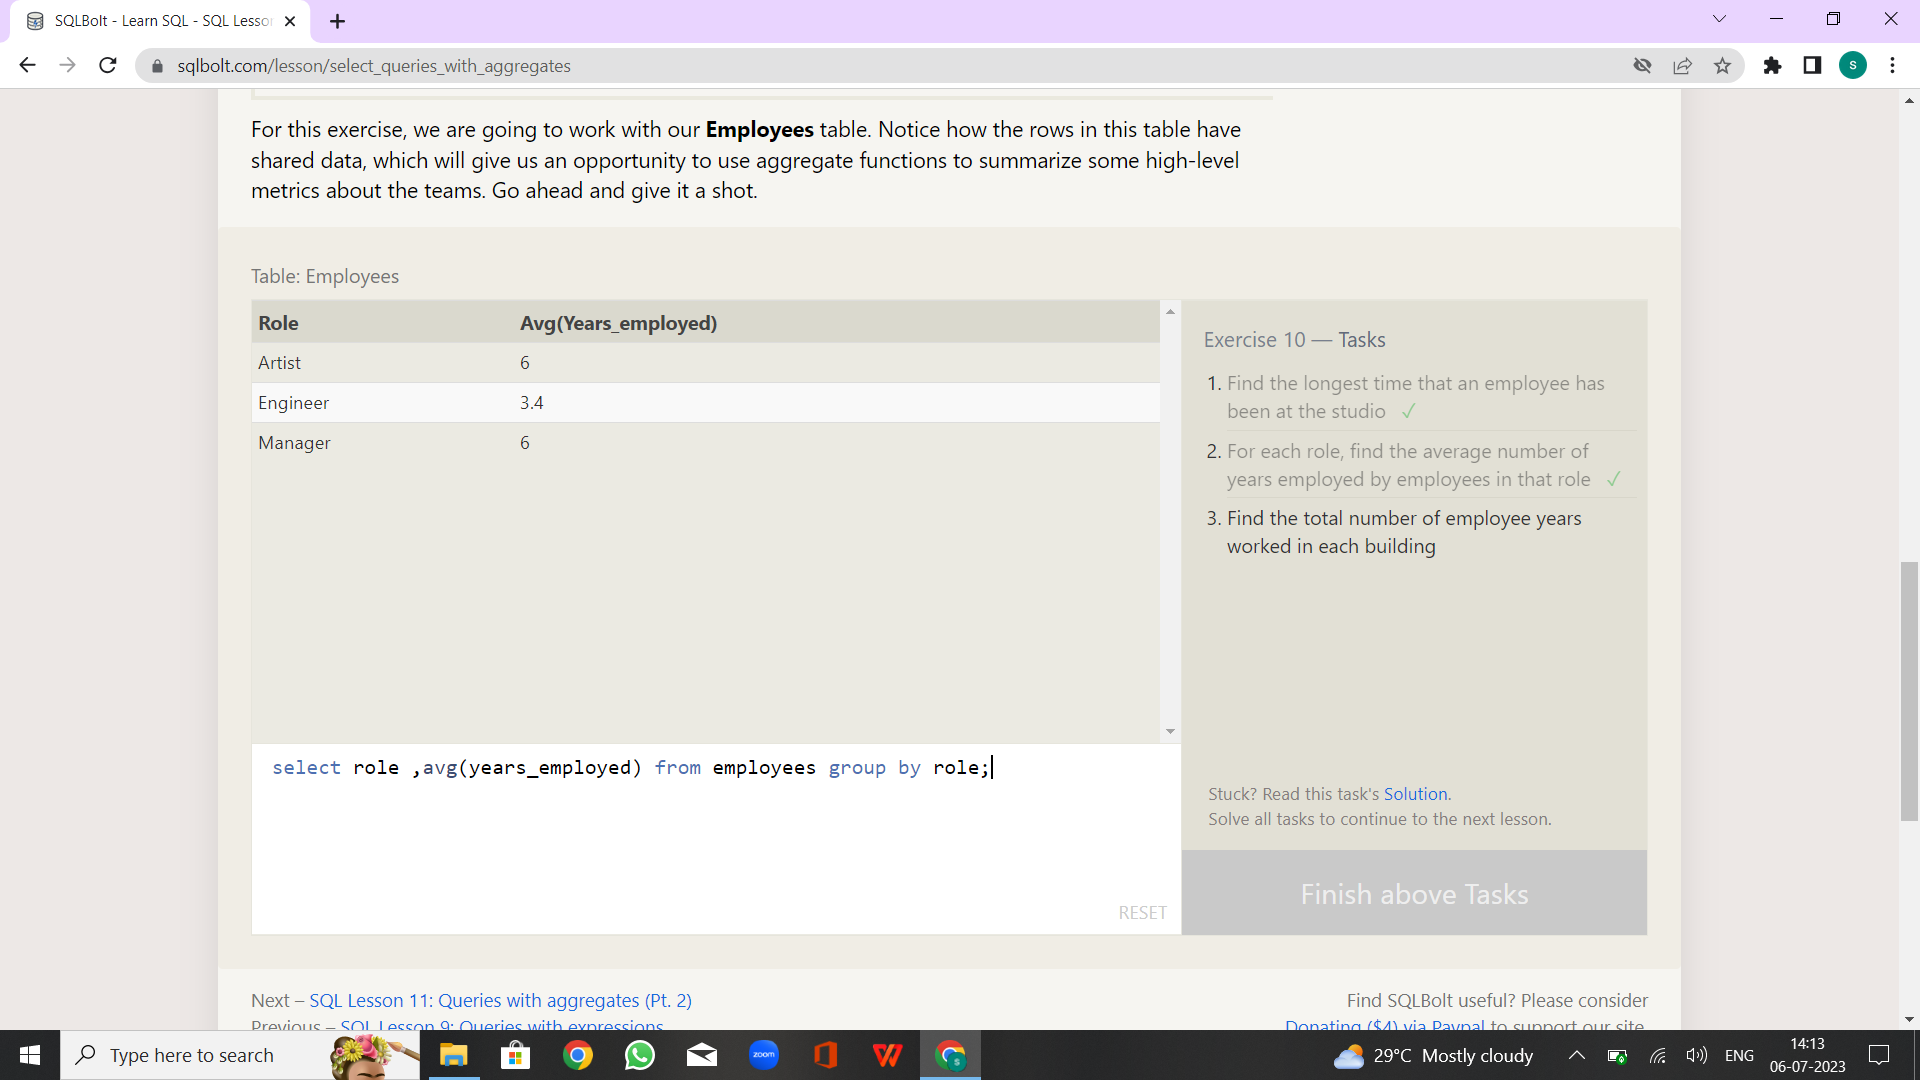 SQLBolt - Learn SQL - SQL Lesso
sqlbolt.com/lesson/select_queries_with_aggregates
S
For this exercise, we are going to work with our Employees table. Notice how the rows in this table have
shared data, which will give us an opportunity to use aggregate functions to summarize some high-level
metrics about the teams. Go ahead and give it a shot.
Table: Employees
Role Avg(Years_employed)
Artist 6
Engineer 3.4
Manager 6
select role ,avg(years_employed) from employees group by role;
RESET
Exercise 10 — Tasks
1. Find the longest time that an employee has
been at the studio ✓
2. For each role, find the average number of
years employed by employees in that role ✓
3. Find the total number of employee years
worked in each building
Stuck? Read this task's Solution.
Solve all tasks to continue to the next lesson.
Finish above Tasks
Next – SQL Lesson 11: Queries with aggregates (Pt. 2)
Previous – SQL Lesson 9: Queries with expressions
Find SQLBolt useful? Please consider
Donating ($4) via Paypal to support our site.
Type here to search
zoom
S
29°C Mostly cloudy
ENG
14:13
06-07-2023